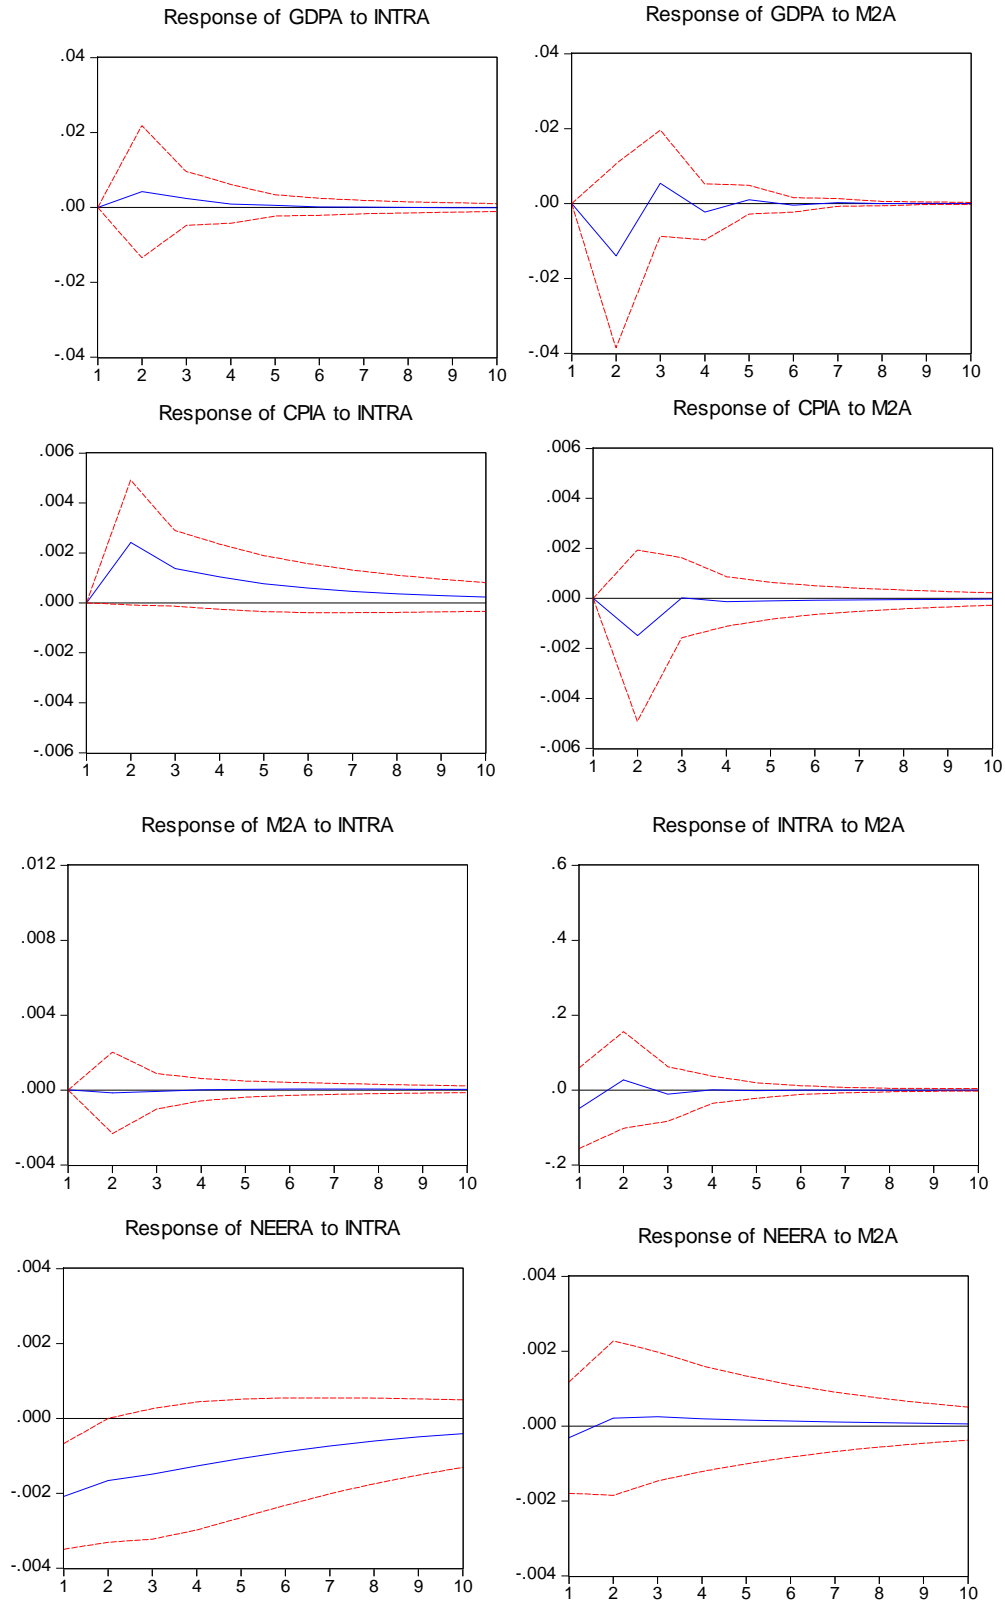 Response of GDPA to INTRA
.04
.02
.00
-.02
-.04
1 2 3 4 5 6 7 8 9 10
Response of GDPA to M2A
.04
.02
.00
-.02
-.04
1 2 3 4 5 6 7 8 9 10
Response of CPIA to INTRA
.006
.004
.002
.000
-.002
-.004
-.006
1 2 3 4 5 6 7 8 9 10
Response of CPIA to M2A
.006
.004
.002
.000
-.002
-.004
-.006
1 2 3 4 5 6 7 8 9 10
Response of M2A to INTRA
.012
.008
.004
.000
-.004
1 2 3 4 5 6 7 8 9 10
Response of INTRA to M2A
.6
.4
.2
.0
-.2
1 2 3 4 5 6 7 8 9 10
Response of NEERA to INTRA
.004
.002
.000
-.002
-.004
1 2 3 4 5 6 7 8 9 10
Response of NEERA to M2A
.004
.002
.000
-.002
-.004
1 2 3 4 5 6 7 8 9 10